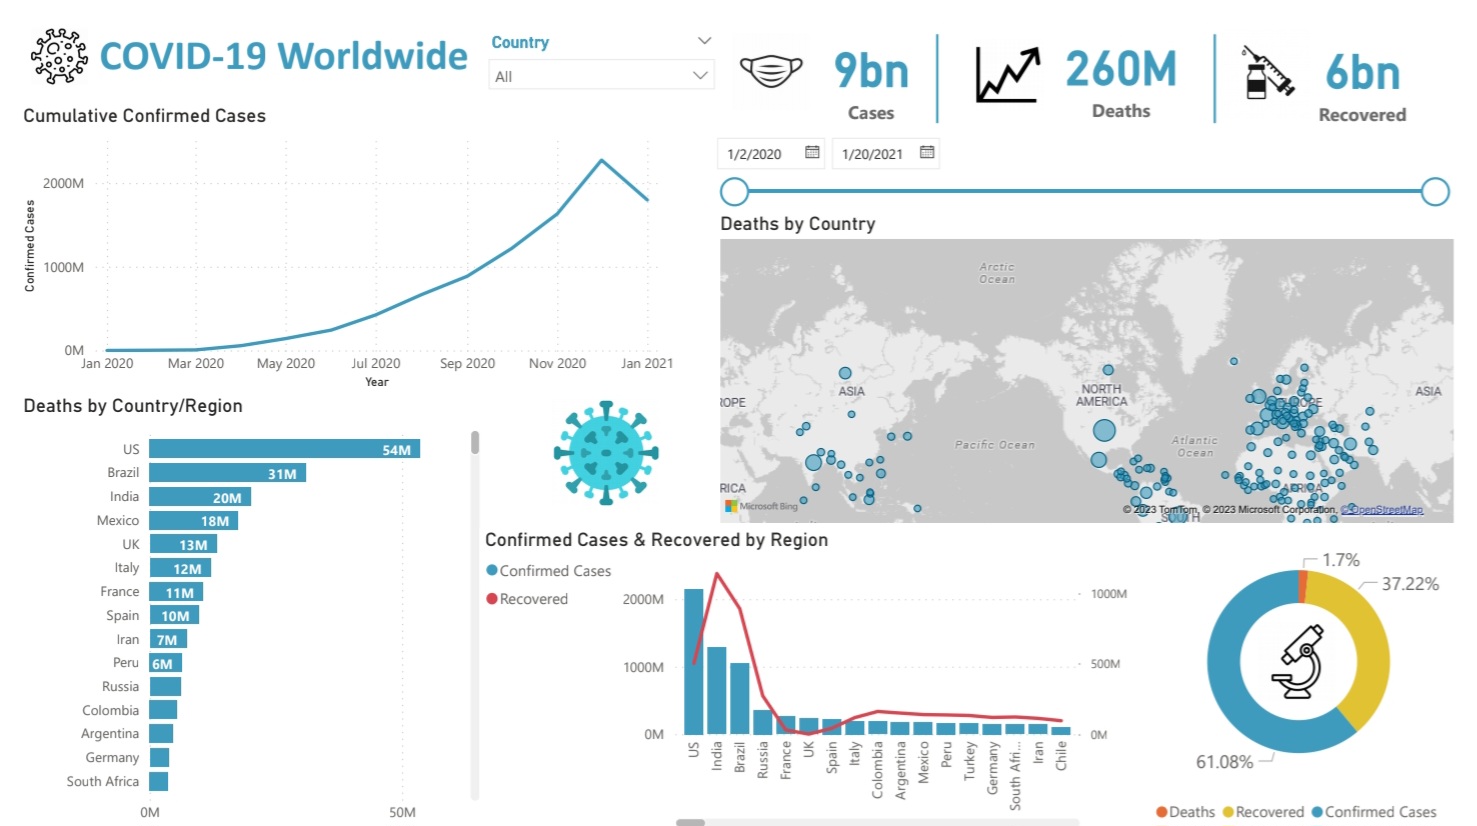 COVID-19 Worldwide
Country
All
9bn
Cases
260M
Deaths
6bn
Recovered
Cumulative Confirmed Cases
1/2/2020
1/20/2021
2000M
1000M
0M
Confirmed Cases
Jan 2020 Mar 2020 May 2020 Jul 2020 Sep 2020 Nov 2020 Jan 2021
Year
Deaths by Country
Arctic
Ocean
ASIA
NORTH
AMERICA
ASIA
Pacific Ocean
Atlantic
Ocean
OPE
EUROPE
RICA
AFRICA
SOUTH
Microsoft Bing
© 2023 TomTom, © 2023 Microsoft Corporation, © OpenStreetMap
Deaths by Country/Region
US 54M
Brazil 31M
India 20M
Mexico 18M
UK 13M
Italy 12M
France 11M
Spain 10M
Iran 7M
Peru 6M
Russia
Colombia
Argentina
Germany
South Africa
0M 50M
Confirmed Cases & Recovered by Region
Confirmed Cases
Recovered
2000M
1000M
0M
1000M
500M
0M
US India Brazil Russia France UK Spain Italy Colombia Argentina Mexico Peru Turkey Germany South Afri... Iran Chile
1.7%
37.22%
61.08%
Deaths Recovered Confirmed Cases